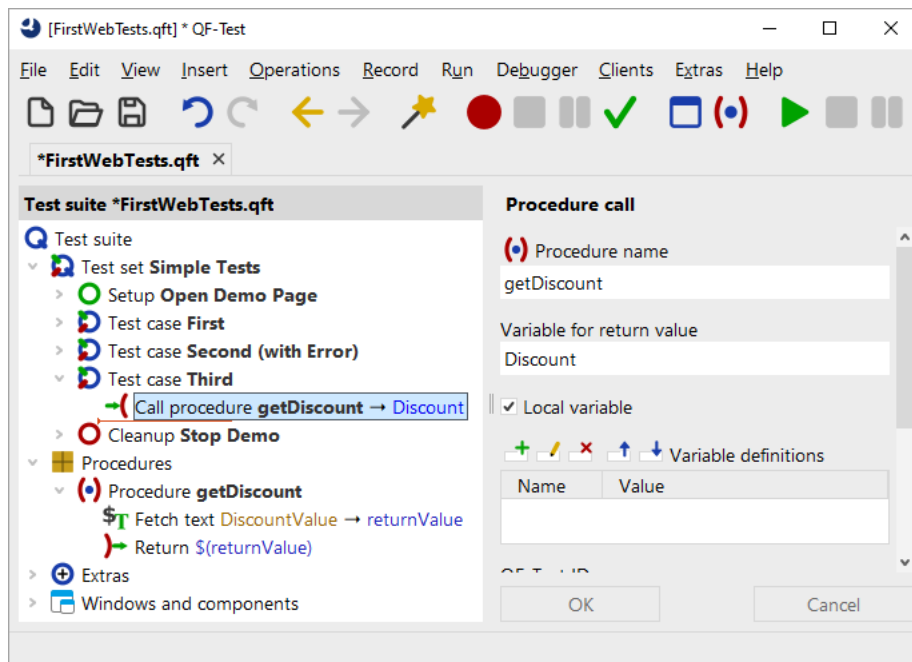 [FirstWebTests.qft] * QF-Test
File Edit View Insert Operations Record Run Debugger Clients Extras Help
*FirstWebTests.qft
Test suite *FirstWebTests.qft
Test suite
Test set Simple Tests
Setup Open Demo Page
Test case First
Test case Second (with Error)
Test case Third
Call procedure getDiscount → Discount
Cleanup Stop Demo
Procedures
Procedure getDiscount
Fetch text DiscountValue → returnValue
Return $(returnValue)
Extras
Windows and components
Procedure call
Procedure name
getDiscount
Variable for return value
Discount
Local variable
Variable definitions
Name Value
QF-Test ID
OK Cancel